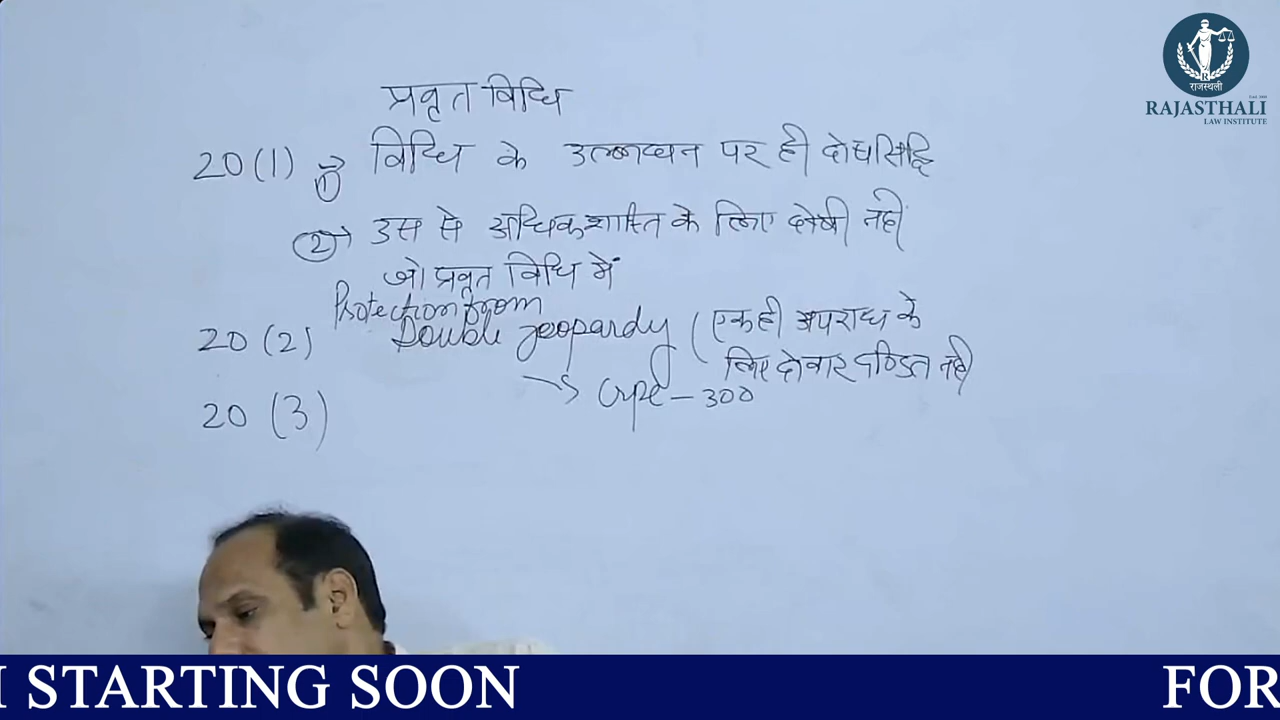 प्रवृत विधि
20(1) ① विधि के उल्लघंन पर ही दोषसिद्धि
② उस से अधिक शास्ति के लिए दोषी नहीं
जो प्रवृत विधि में
20 (2) Protection from Double jeopardy ( एक ही अपराध के
लिए दो बार दण्डित नही
→ CrPC - 300
20 (3)
राजस्थली
RAJASTHALI
LAW INSTITUTE
STARTING SOON
FOR